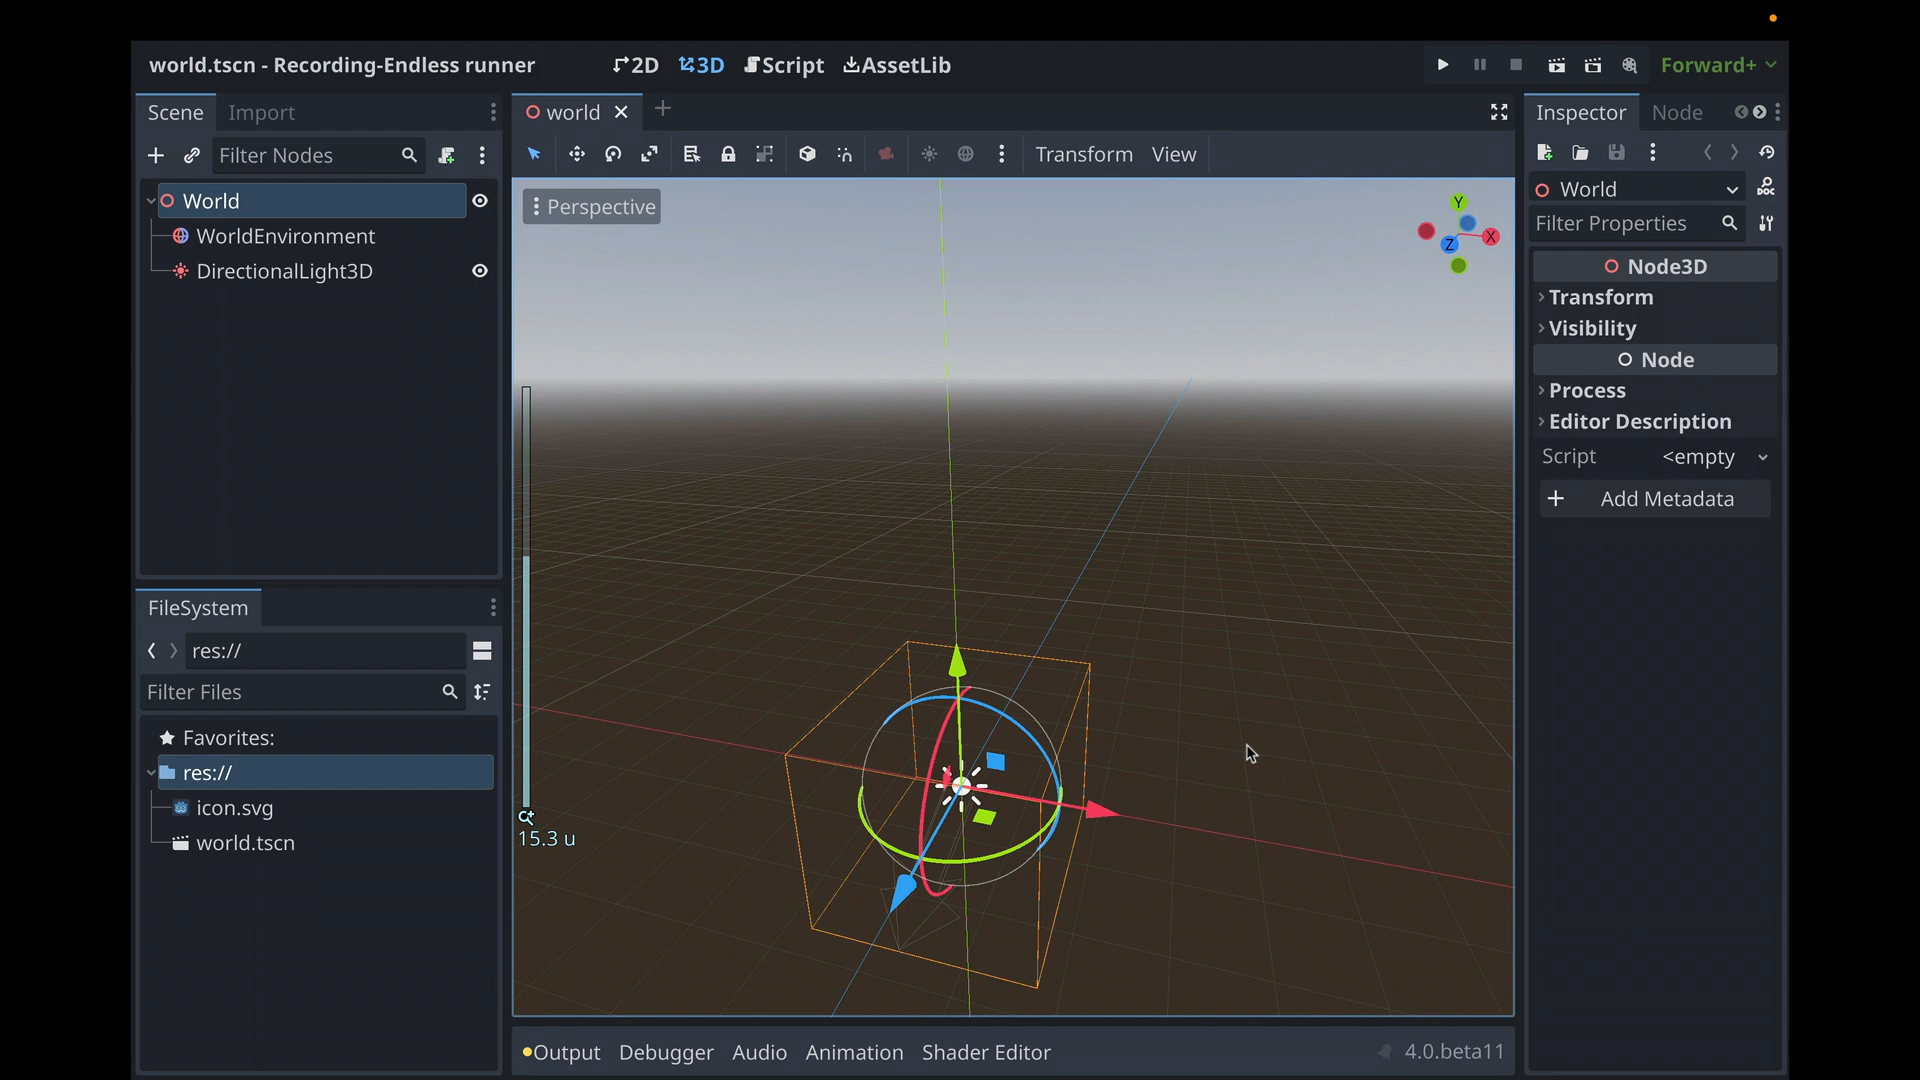 world.tscn - Recording-Endless runner
2D 3D Script AssetLib
Forward+
Scene Import
Filter Nodes
World
WorldEnvironment
DirectionalLight3D
FileSystem
res://
Filter Files
Favorites:
res://
icon.svg
world.tscn
world
Transform View
Perspective
Y
X
Z
15.3 u
Output Debugger Audio Animation Shader Editor
4.0.beta11
Inspector Node
World
Filter Properties
Node3D
Transform
Visibility
Node
Process
Editor Description
Script <empty
Add Metadata